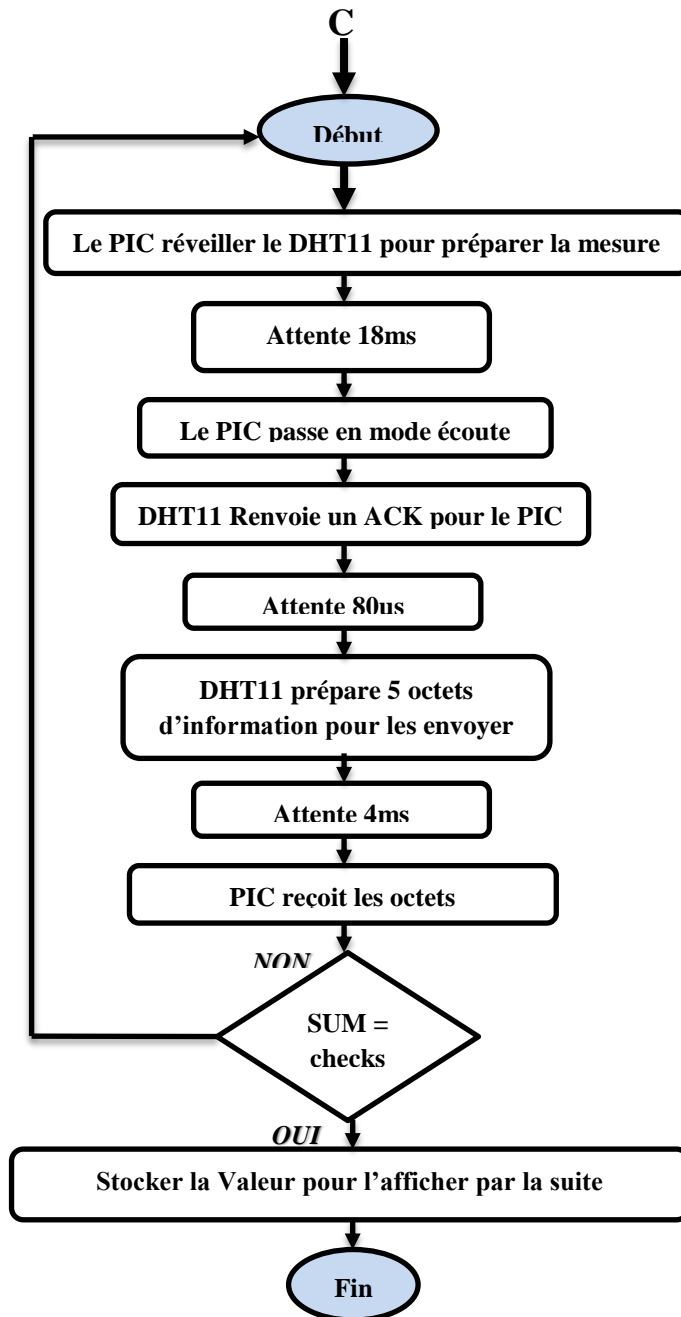 C
Début
Le PIC réveiller le DHT11 pour préparer la mesure
Attente 18ms
Le PIC passe en mode écoute
DHT11 Renvoie un ACK pour le PIC
Attente 80us
DHT11 prépare 5 octets
d’information pour les envoyer
Attente 4ms
PIC reçoit les octets
NON
SUM =
checks
OUI
Stocker la Valeur pour l’afficher par la suite
Fin